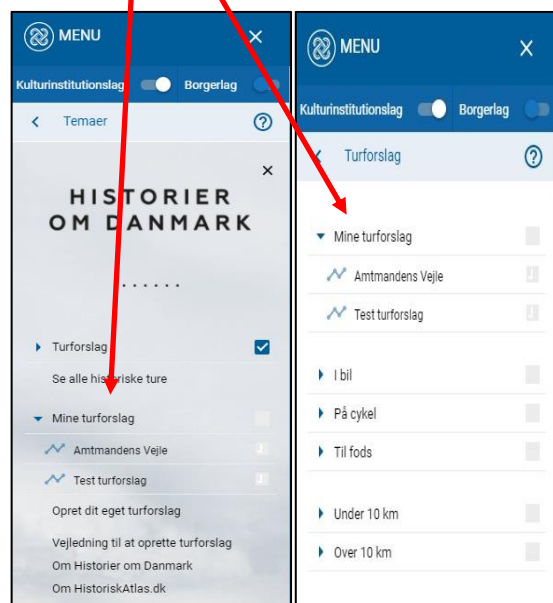 MENU
Kulturinstitutionslag Borgerlag
Temaer
HISTORIER
OM DANMARK
Turforslag
Se alle historiske ture
Mine turforslag
Amtmandens Vejle
Test turforslag
Opret dit eget turforslag
Vejledning til at oprette turforslag
Om Historier om Danmark
Om HistoriskAtlas.dk
MENU
Kulturinstitutionslag Borgerlag
Turforslag
Mine turforslag
Amtmandens Vejle
Test turforslag
I bil
På cykel
Til fods
Under 10 km
Over 10 km